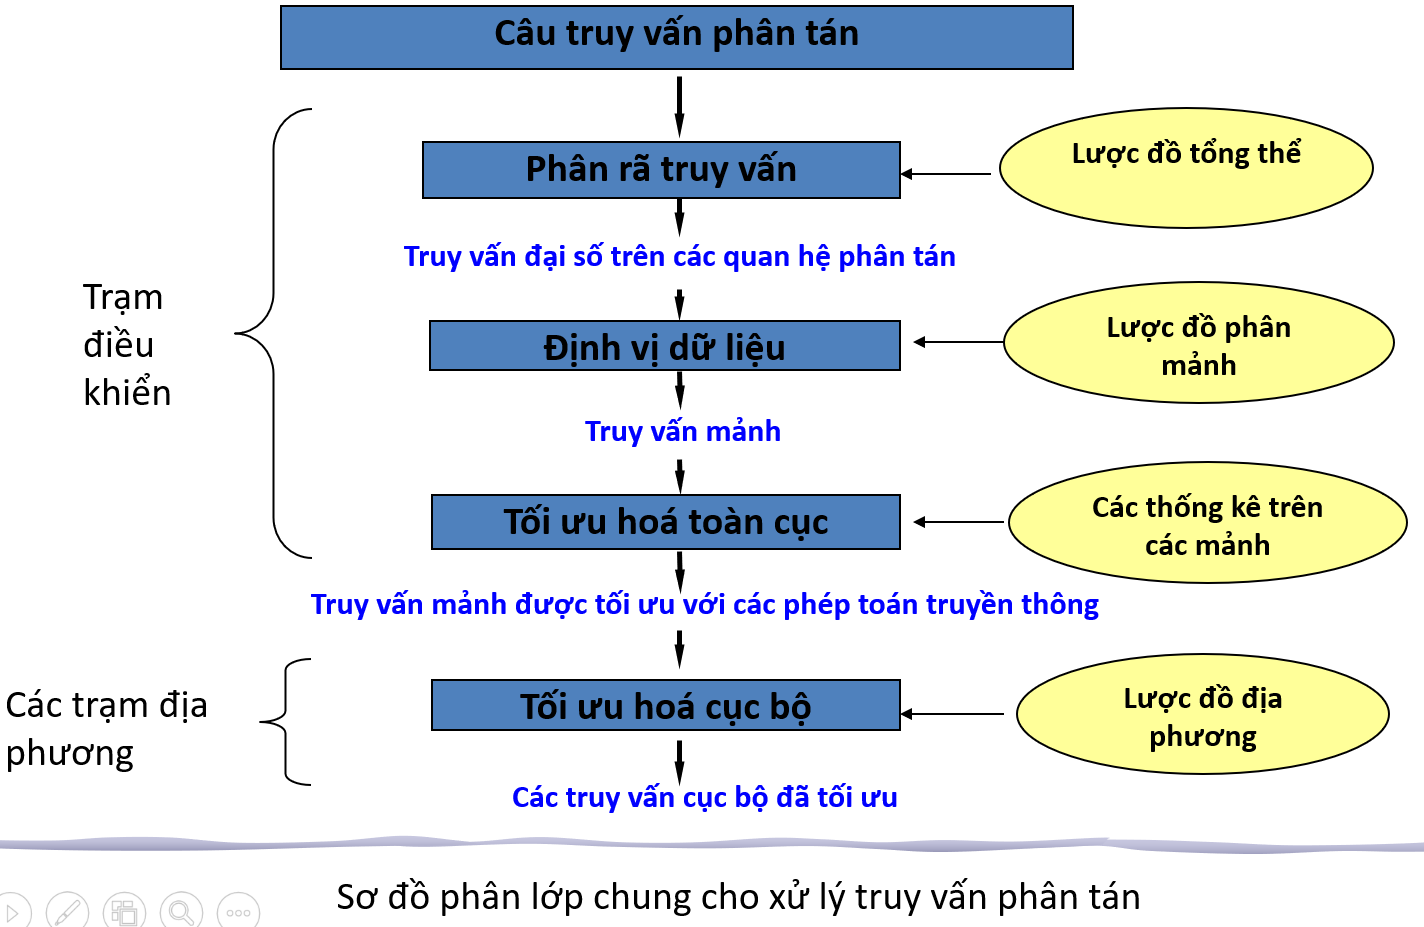 Câu truy vấn phân tán
Phân rã truy vấn
Lược đồ tổng thể
Truy vấn đại số trên các quan hệ phân tán
Trạm
điều
khiển
Định vị dữ liệu
Lược đồ phân
mảnh
Truy vấn mảnh
Tối ưu hoá toàn cục
Các thống kê trên
các mảnh
Truy vấn mảnh được tối ưu với các phép toán truyền thông
Các trạm địa
phương
Tối ưu hoá cục bộ
Lược đồ địa
phương
Các truy vấn cục bộ đã tối ưu
Sơ đồ phân lớp chung cho xử lý truy vấn phân tán